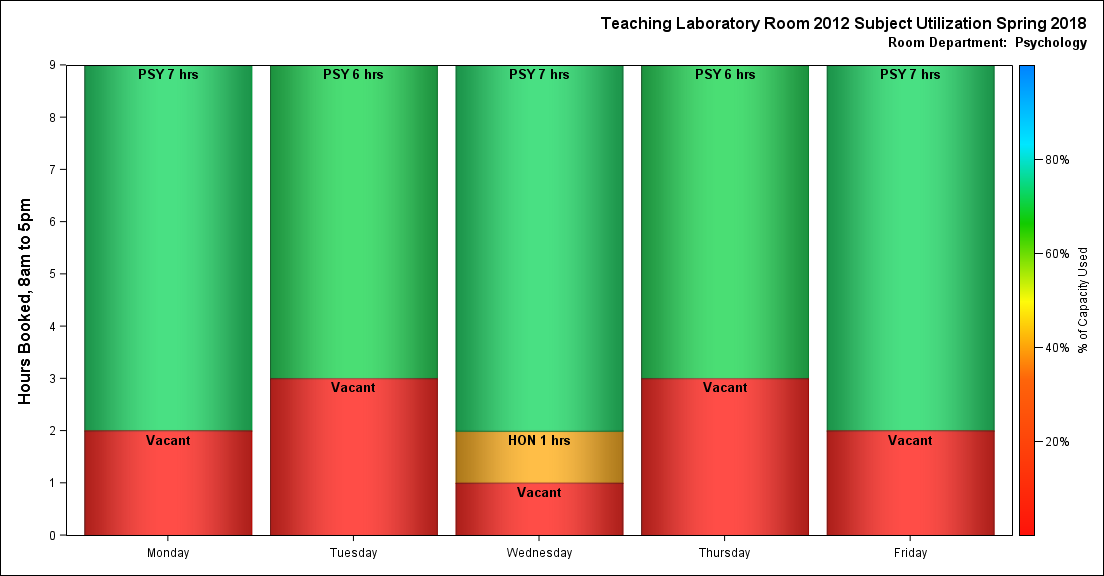 Teaching Laboratory Room 2012 Subject Utilization Spring 2018
Room Department:  Psychology
Hours Booked, 8am to 5pm
9
8
7
6
5
4
3
2
1
0
PSY 7 hrs
Vacant
PSY 6 hrs
Vacant
PSY 7 hrs
HON 1 hrs
Vacant
PSY 6 hrs
Vacant
PSY 7 hrs
Vacant
Monday
Tuesday
Wednesday
Thursday
Friday
80%
60%
40%
20%
% of Capacity Used